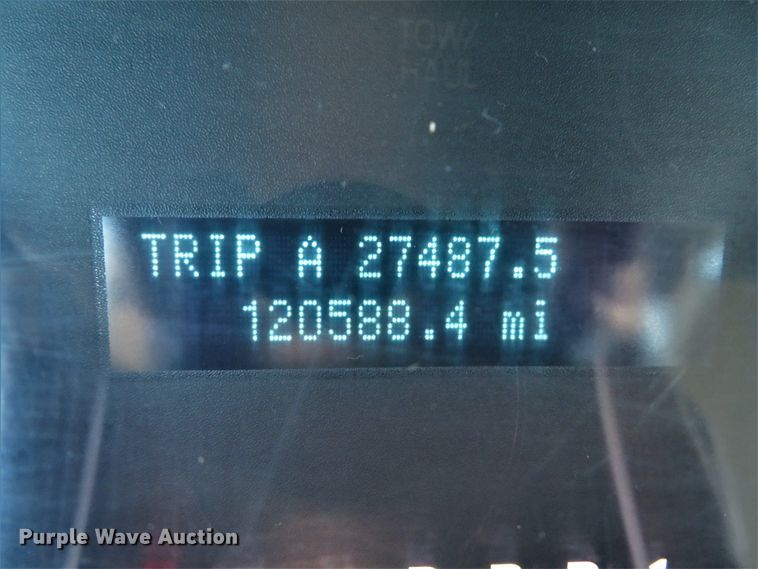 TOW/
HAUL
TRIP A 27487.5
120588.4 mi
Purple Wave Auction